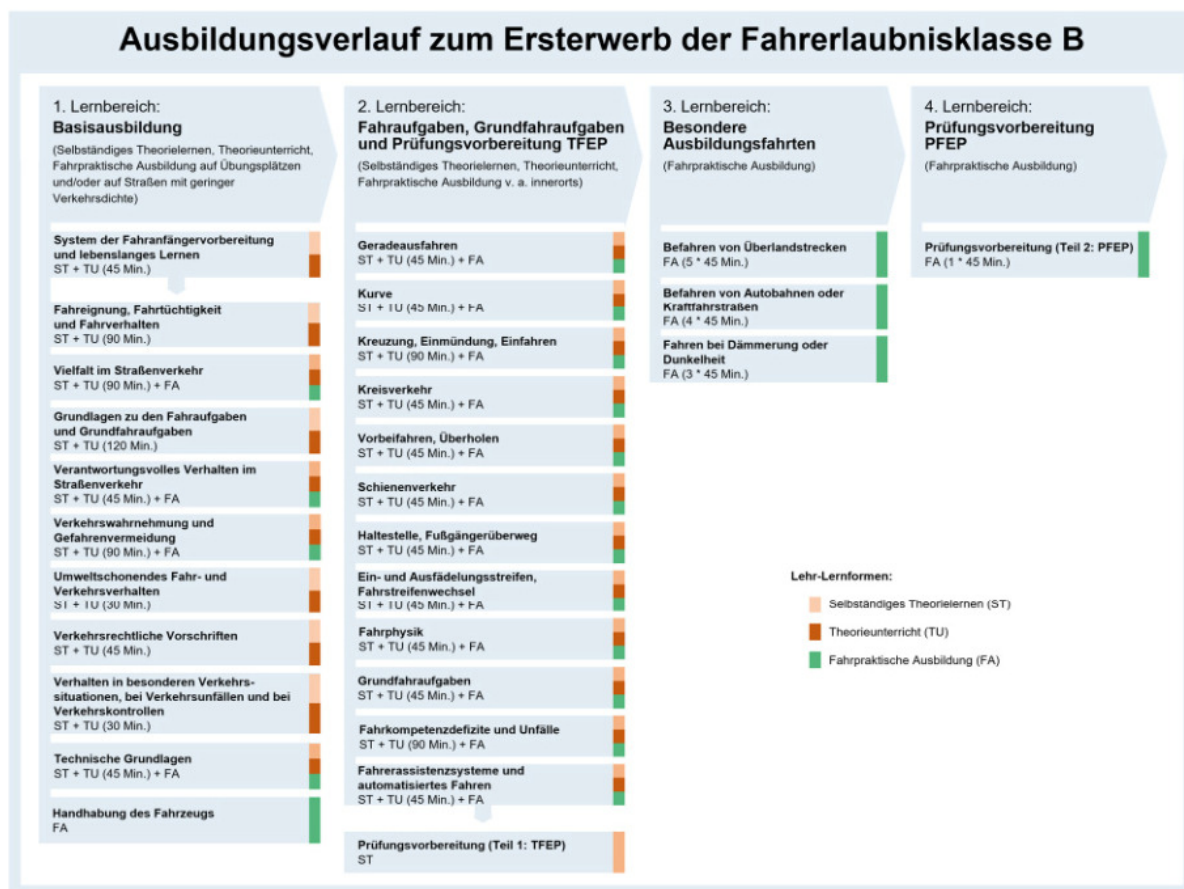 Ausbildungsverlauf zum Ersterwerb der Fahrerlaubnisklasse B
1. Lernbereich:
Basisausbildung
(Selbständiges Theorielernen, Theorieunterricht,
Fahrpraktische Ausbildung auf Übungsplätzen
und/oder auf Straßen mit geringer
Verkehrsdichte)
System der Fahranfängervorbereitung
und lebenslanges Lernen
ST + TU (45 Min.)
Fahreignung, Fahrtüchtigkeit
und Fahrverhalten
ST + TU (90 Min.)
Vielfalt im Straßenverkehr
ST + TU (90 Min.) + FA
Grundlagen zu den Fahraufgaben
und Grundfahraufgaben
ST + TU (120 Min.)
Verantwortungsvolles Verhalten im
Straßenverkehr
ST + TU (45 Min.) + FA
Verkehrswahrnehmung und
Gefahrenvermeidung
ST + TU (90 Min.) + FA
Umweltschonendes Fahr- und
Verkehrsverhalten
ST + TU (30 Min.)
Verkehrsrechtliche Vorschriften
ST + TU (45 Min.)
Verhalten in besonderen Verkehrs-
situationen, bei Verkehrsunfällen und bei
Verkehrskontrollen
ST + TU (30 Min.)
Technische Grundlagen
ST + TU (45 Min.) + FA
Handhabung des Fahrzeugs
FA
2. Lernbereich:
Fahraufgaben, Grundfahraufgaben
und Prüfungsvorbereitung TFEP
(Selbständiges Theorielernen, Theorieunterricht,
Fahrpraktische Ausbildung v. a. innerorts)
Geradeausfahren
ST + TU (45 Min.) + FA
Kurve
ST + TU (45 Min.) + FA
Kreuzung, Einmündung, Einfahren
ST + TU (90 Min.) + FA
Kreisverkehr
ST + TU (45 Min.) + FA
Vorbeifahren, Überholen
ST + TU (45 Min.) + FA
Schienenverkehr
ST + TU (45 Min.) + FA
Haltestelle, Fußgängerüberweg
ST + TU (45 Min.) + FA
Ein- und Ausfädelungsstreifen,
Fahrstreifenwechsel
ST + TU (45 Min.) + FA
Fahrphysik
ST + TU (45 Min.) + FA
Grundfahraufgaben
ST + TU (45 Min.) + FA
Fahrkompetenzdefizite und Unfälle
ST + TU (90 Min.) + FA
Fahrerassistenzsysteme und
automatisiertes Fahren
ST + TU (45 Min.) + FA
Prüfungsvorbereitung (Teil 1: TFEP)
ST
3. Lernbereich:
Besondere
Ausbildungsfahrten
(Fahrpraktische Ausbildung)
Befahren von Überlandstrecken
FA (5 * 45 Min.)
Befahren von Autobahnen oder
Kraftfahrstraßen
FA (4 * 45 Min.)
Fahren bei Dämmerung oder
Dunkelheit
FA (3 * 45 Min.)
4. Lernbereich:
Prüfungsvorbereitung
PFEP
(Fahrpraktische Ausbildung)
Prüfungsvorbereitung (Teil 2: PFEP)
FA (1 * 45 Min.)
Lehr-Lernformen:
Selbständiges Theorielernen (ST)
Theorieunterricht (TU)
Fahrpraktische Ausbildung (FA)